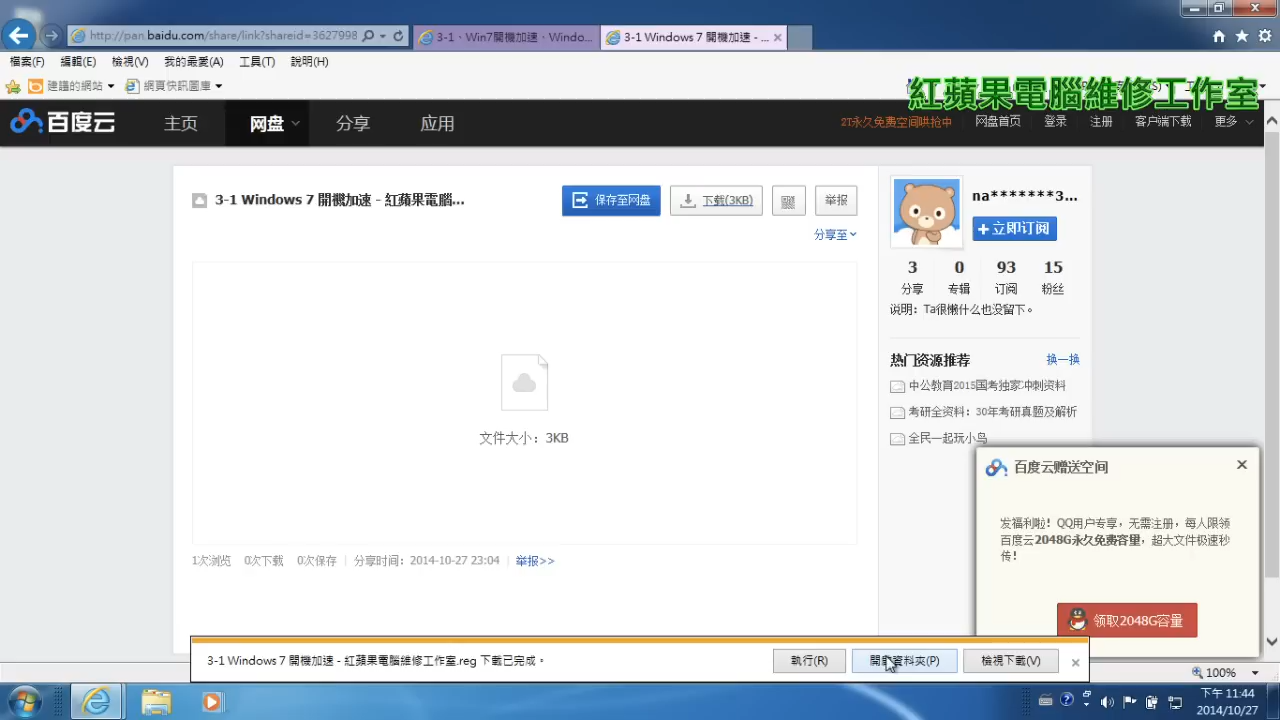 http://pan.baidu.com/share/link?shareid=3627998
3-1、Win7開機加速、Windo...
3-1 Windows 7 開機加速 - ...
檔案(F) 編輯(E) 檢視(V) 我的最愛(A) 工具(T) 說明(H)
建議的網站 網頁快訊圖庫
紅蘋果電腦維修工作室
百度云 主页 网盘 分享 应用
2T永久免费空间哄抢中 网盘首页 登录 注册 客户端下载 更多
3-1 Windows 7 開機加速 - 紅蘋果電腦...
保存至网盘 下载(3KB) 举报
分享至
na*******3...
立即订阅
3 0 93 15
分享 专辑 订阅 粉丝
说明：Ta很懒什么也没留下。
热门资源推荐 换一换
中公教育2015国考独家冲刺资料
考研全资料：30年考研真题及解析
全民一起玩小鸟
文件大小：3KB
1次浏览 0次下载 0次保存 分享时间：2014-10-27 23:04 举报>>
百度云赠送空间
发福利啦！QQ用户专享，无需注册，每人限领
百度云2048G永久免费容量，超大文件极速秒
传！
领取2048G容量
3-1 Windows 7 開機加速 - 紅蘋果電腦維修工作室.reg 下載已完成。
執行(R) 開啟資料夾(P) 檢視下載(V)
100%
下午 11:44
2014/10/27